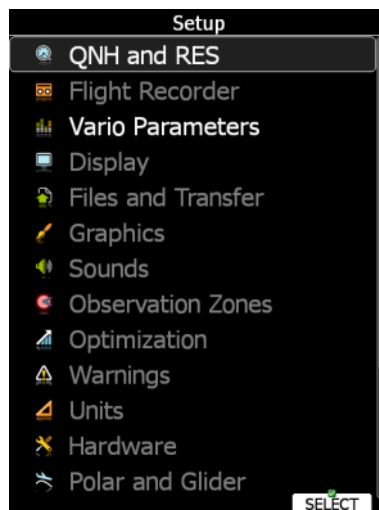 Setup
QNH and RES
Flight Recorder
Vario Parameters
Display
Files and Transfer
Graphics
Sounds
Observation Zones
Optimization
Warnings
Units
Hardware
Polar and Glider
SELECT